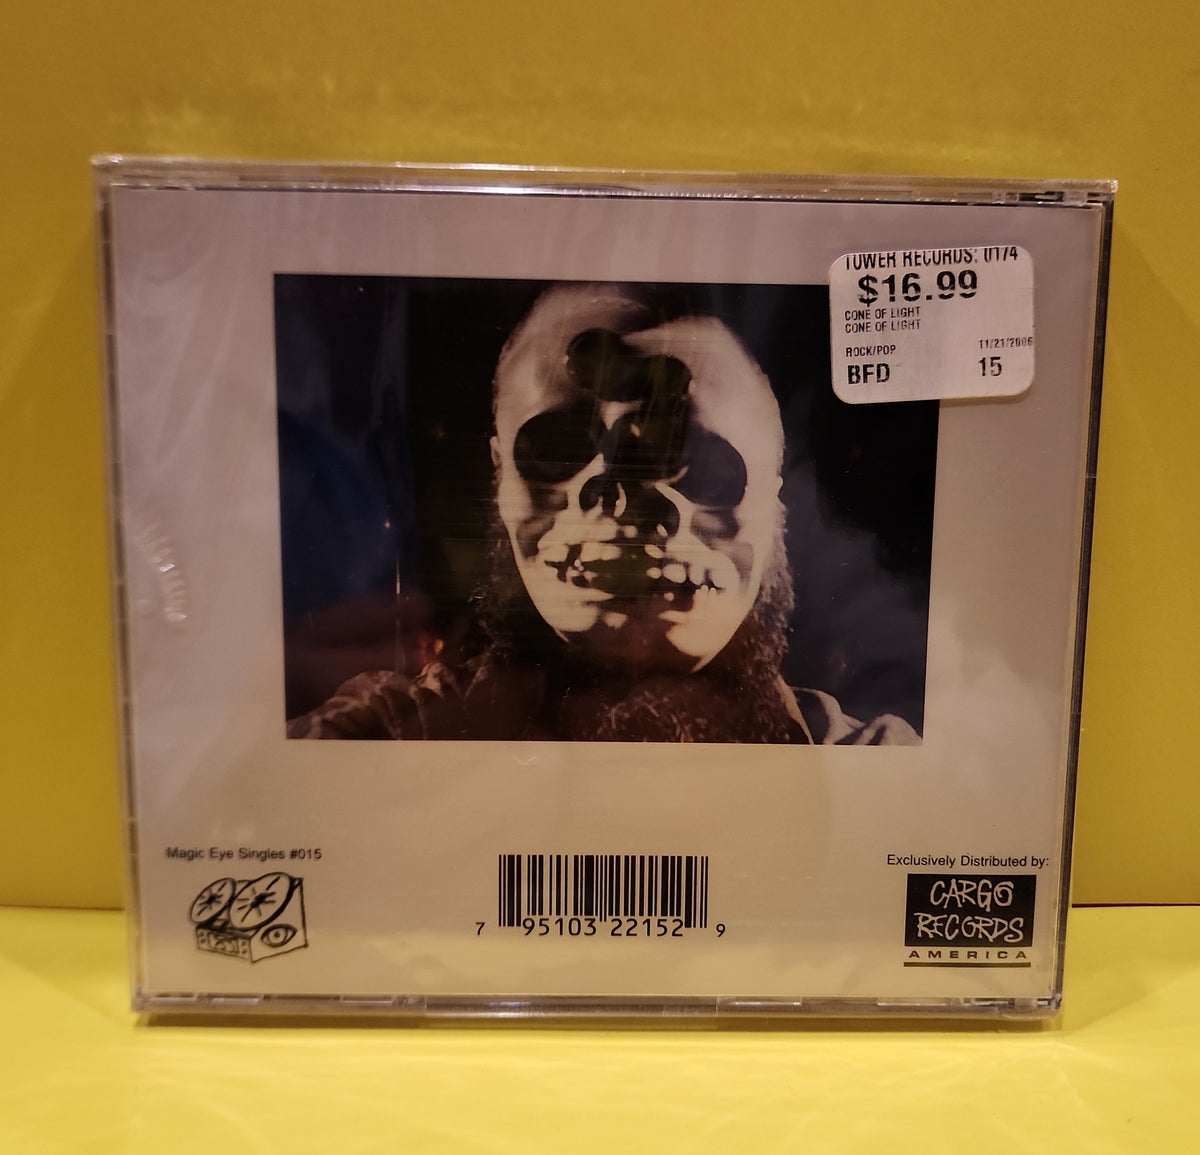 TOWER RECORDS: 0174
$16.99
CONE OF LIGHT
CONE OF LIGHT
ROCK/POP 11/21/2006
BFD 15
Magic Eye Singles #015
7 95103 22152 9
Exclusively Distributed by:
CARGO
RECORDS
AMERICA